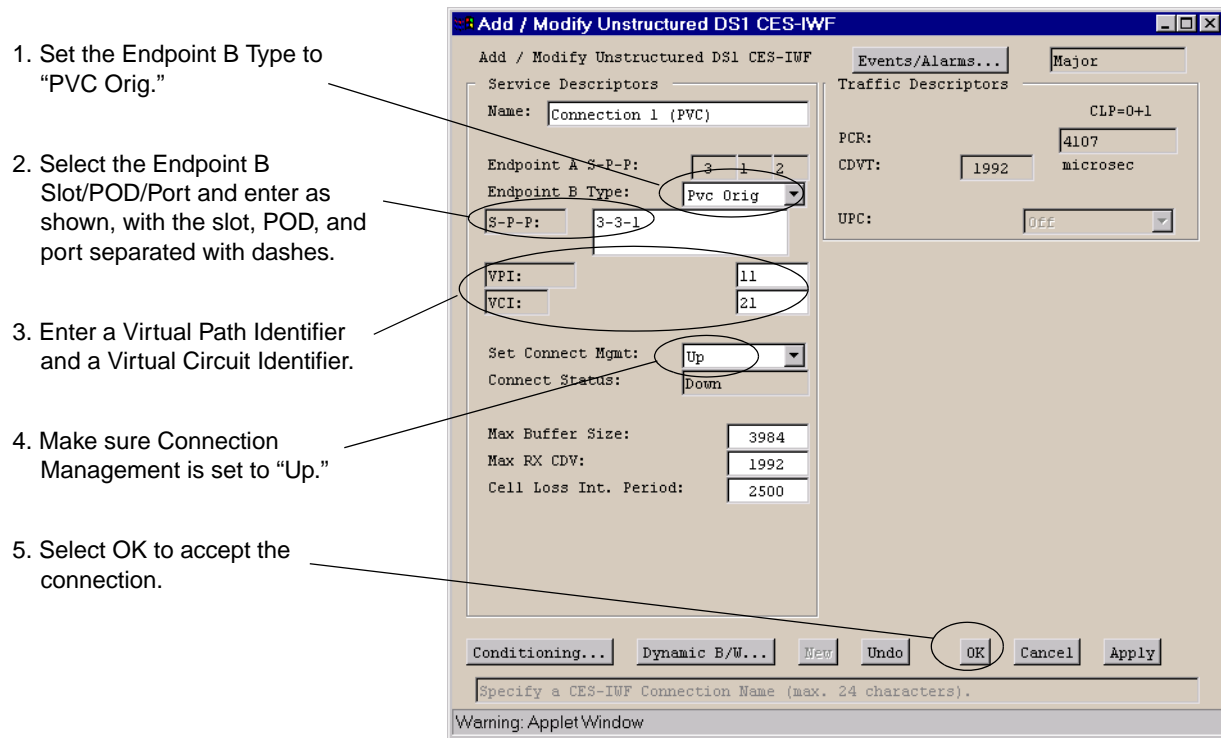 1. Set the Endpoint B Type to
“PVC Orig.”
2. Select the Endpoint B
Slot/POD/Port and enter as
shown, with the slot, POD, and
port separated with dashes.
3. Enter a Virtual Path Identifier
and a Virtual Circuit Identifier.
4. Make sure Connection
Management is set to “Up.”
5. Select OK to accept the
connection.
Add / Modify Unstructured DS1 CES-IWF
Add / Modify Unstructured DS1 CES-IWF
Events/Alarms...
Major
Service Descriptors
Name: Connection 1 (PVC)
Endpoint A S-P-P: 3 1 2
Endpoint B Type: Pvc Orig
S-P-P: 3-3-1
VPI: 11
VCI: 21
Set Connect Mgmt: Up
Connect Status: Down
Max Buffer Size: 3984
Max RX CDV: 1992
Cell Loss Int. Period: 2500
Traffic Descriptors
CLP=0+1
PCR: 4107
CDVT: 1992 microsec
UPC: Off
Conditioning... Dynamic B/W... New Undo OK Cancel Apply
Specify a CES-IWF Connection Name (max. 24 characters).
Warning: Applet Window